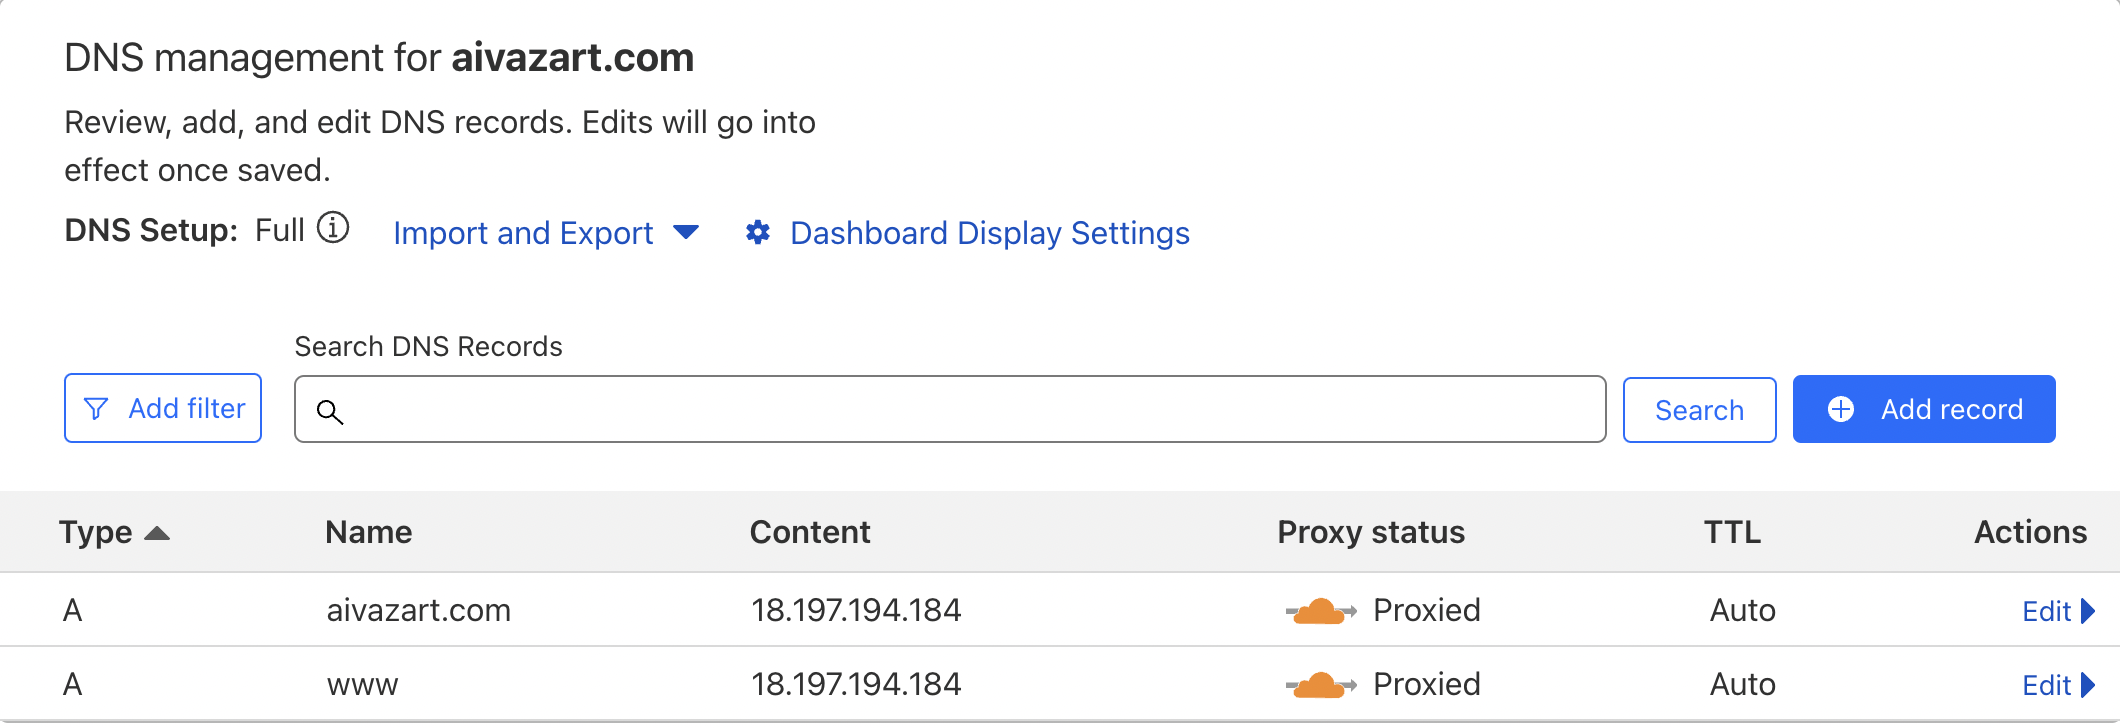 DNS management for aivazart.com
Review, add, and edit DNS records. Edits will go into
effect once saved.
DNS Setup: Full Import and Export Dashboard Display Settings
Search DNS Records
Add filter Search Add record
Type Name Content Proxy status TTL Actions
A aivazart.com 18.197.194.184 Proxied Auto Edit
A www 18.197.194.184 Proxied Auto Edit